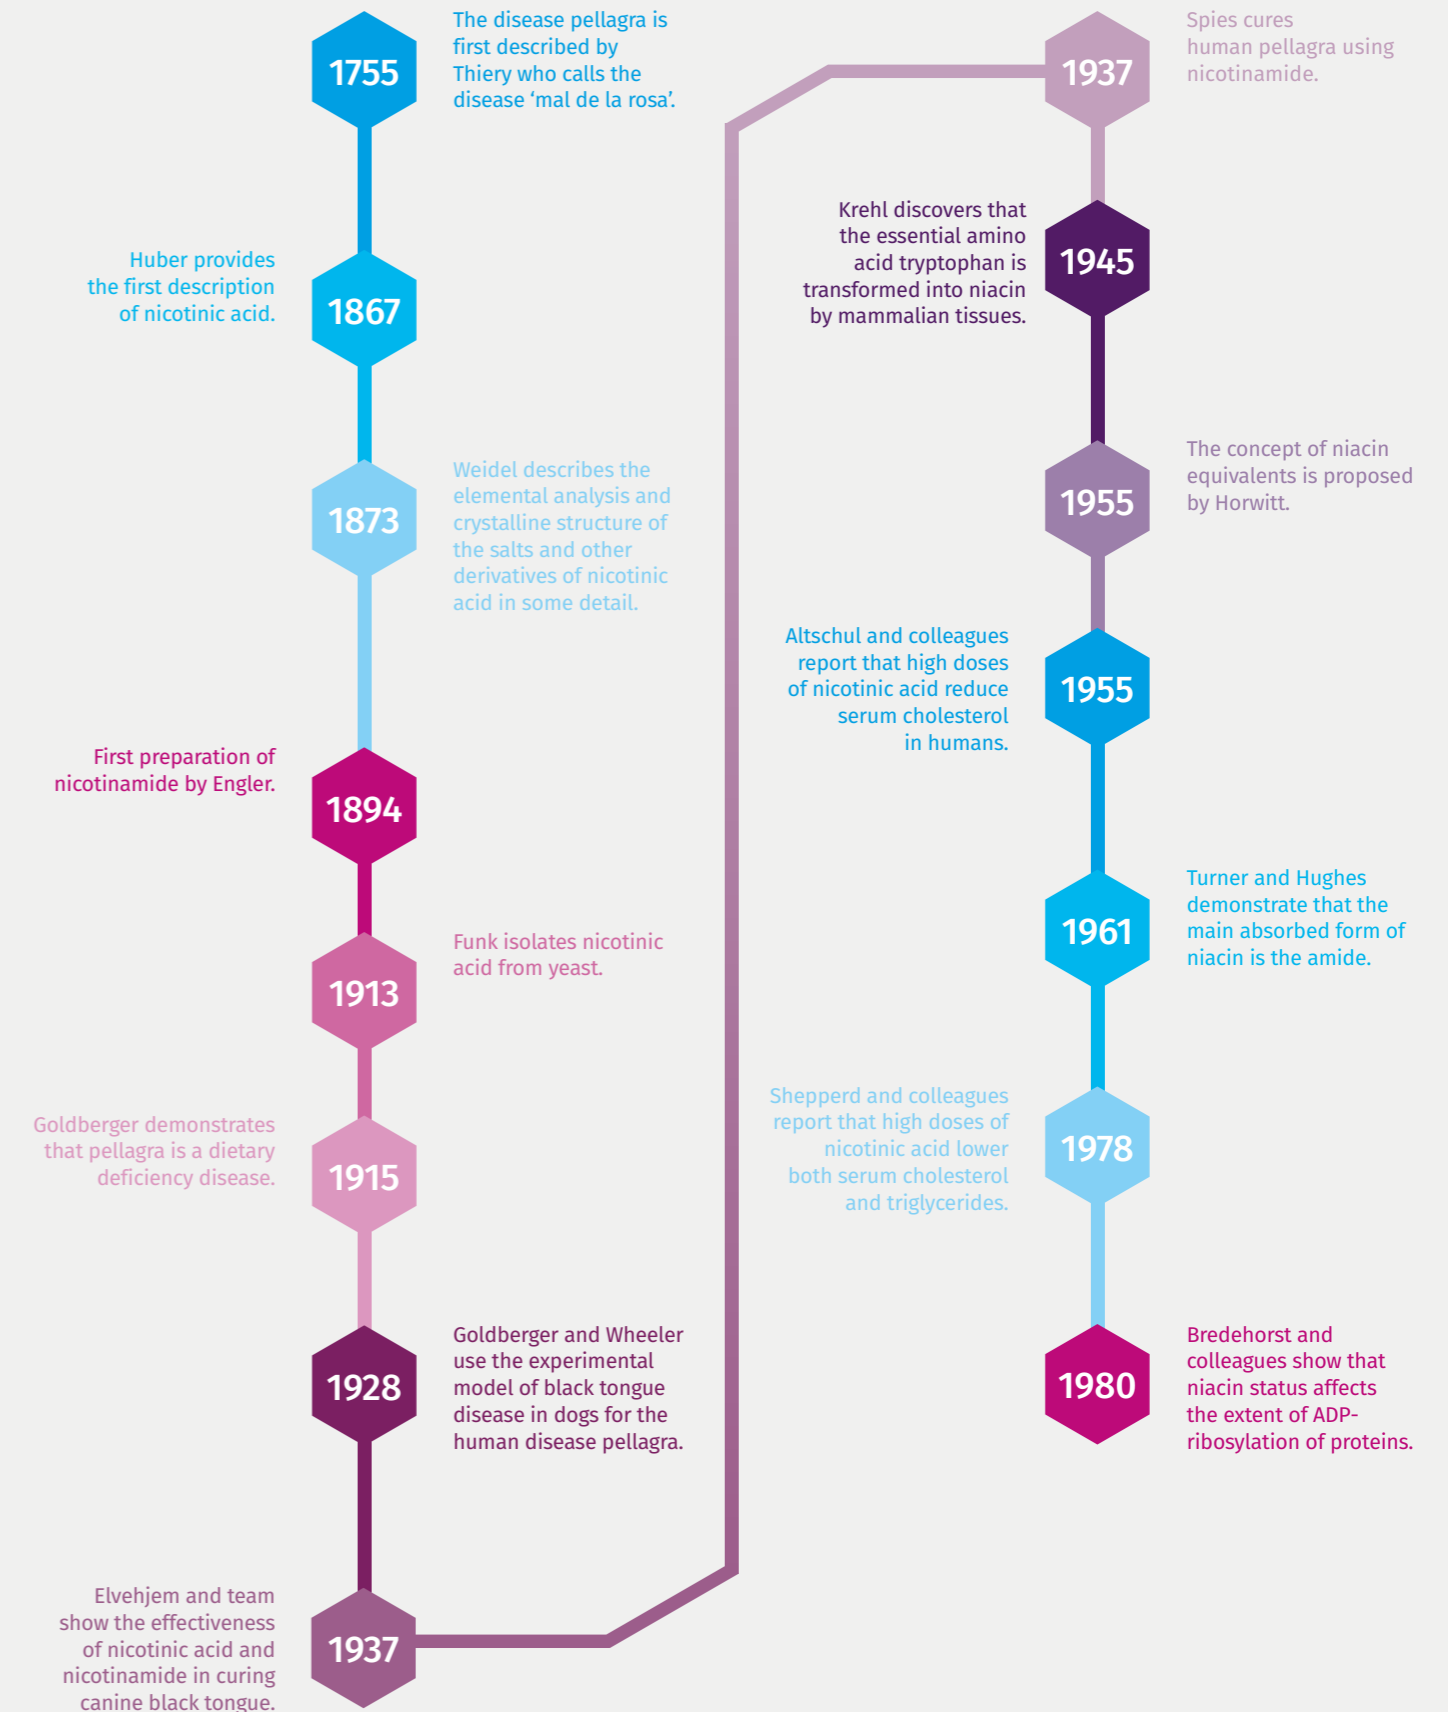 1755
The disease pellagra is
first described by
Thiery who calls the
disease ‘mal de la rosa’.
Huber provides
the first description
of nicotinic acid.
1867
1873
Weidel describes the
elemental analysis and
crystalline structure of
the salts and other
derivatives of nicotinic
acid in some detail.
First preparation of
nicotinamide by Engler.
1894
1913
Funk isolates nicotinic
acid from yeast.
Goldberger demonstrates
that pellagra is a dietary
deficiency disease.
1915
1928
Goldberger and Wheeler
use the experimental
model of black tongue
disease in dogs for the
human disease pellagra.
Elvehjem and team
show the effectiveness
of nicotinic acid and
nicotinamide in curing
canine black tongue.
1937
1937
Spies cures
human pellagra using
nicotinamide.
Krehl discovers that
the essential amino
acid tryptophan is
transformed into niacin
by mammalian tissues.
1945
1955
The concept of niacin
equivalents is proposed
by Horwitt.
Altschul and colleagues
report that high doses
of nicotinic acid reduce
serum cholesterol
in humans.
1955
1961
Turner and Hughes
demonstrate that the
main absorbed form of
niacin is the amide.
Shepperd and colleagues
report that high doses of
nicotinic acid lower
both serum cholesterol
and triglycerides.
1978
1980
Bredehorst and
colleagues show that
niacin status affects
the extent of ADP-
ribosylation of proteins.